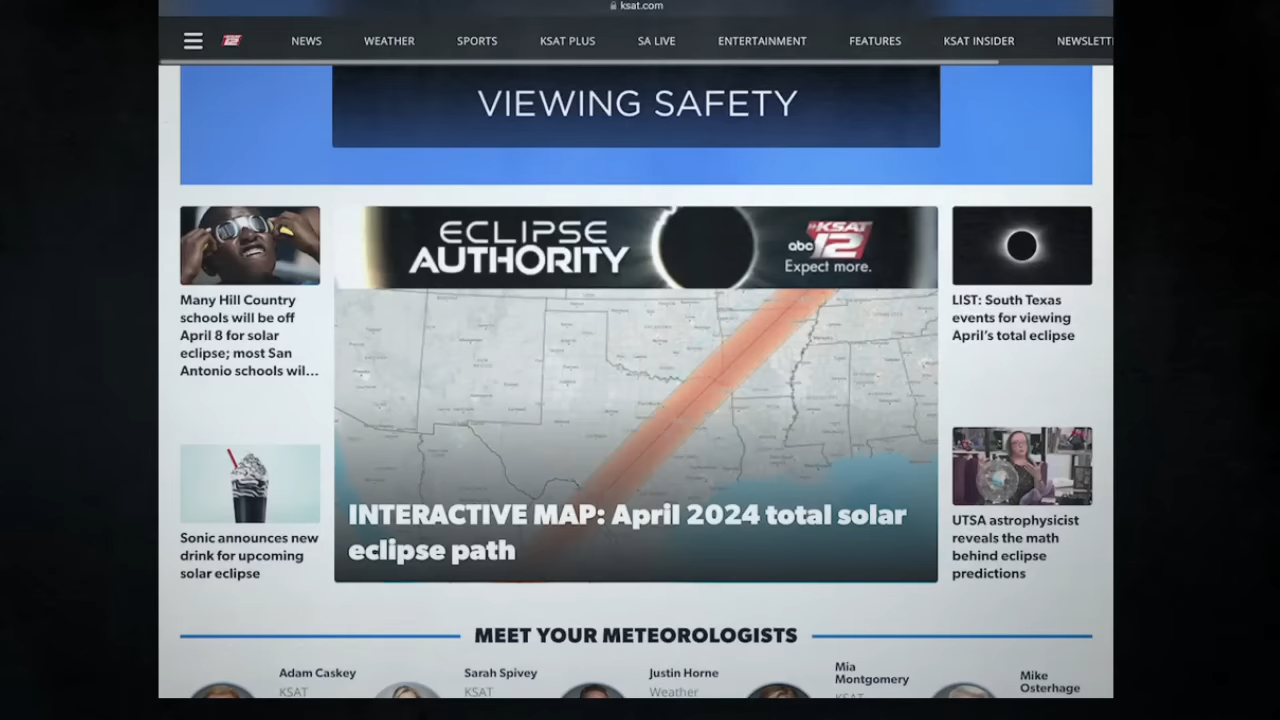 ksat.com
12
NEWS
WEATHER
SPORTS
KSAT PLUS
SA LIVE
ENTERTAINMENT
FEATURES
KSAT INSIDER
NEWSLETT
VIEWING SAFETY
Many Hill Country
schools will be off
April 8 for solar
eclipse; most San
Antonio schools wil...
Sonic announces new
drink for upcoming
solar eclipse
ECLIPSE
AUTHORITY
KSAT
abc 12
Expect more.
INTERACTIVE MAP: April 2024 total solar
eclipse path
LIST: South Texas
events for viewing
April's total eclipse
UTSA astrophysicist
reveals the math
behind eclipse
predictions
MEET YOUR METEOROLOGISTS
Adam Caskey
KSAT
Sarah Spivey
KSAT
Justin Horne
Weather
Mia
Montgomery
KSAT
Mike
Osterhage